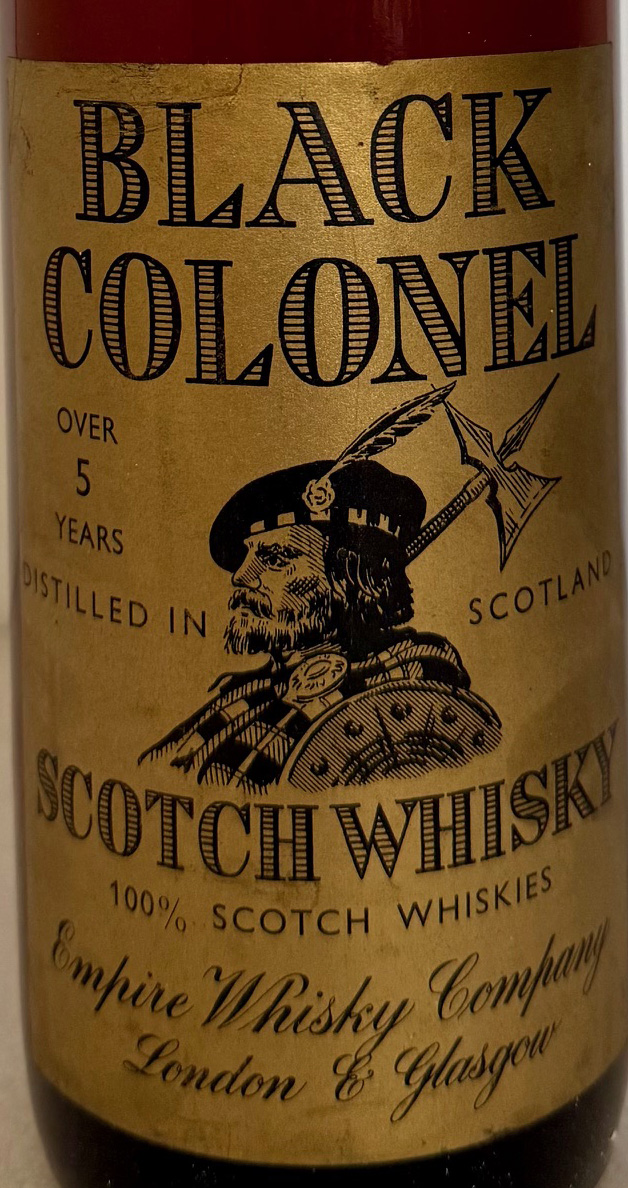 BLACK
COLONEL
OVER
5
YEARS
DISTILLED IN SCOTLAND
SCOTCH WHISKY
100% SCOTCH WHISKIES
Empire Whisky Company
London & Glasgow